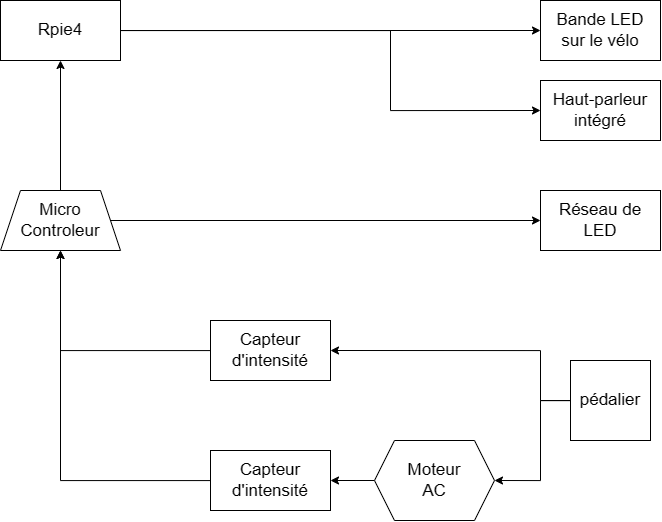 Rpie4
Bande LED
sur le vélo
Haut-parleur
intégré
Micro
Controleur
Réseau de
LED
Capteur
d'intensité
pédalier
Capteur
d'intensité
Moteur
AC